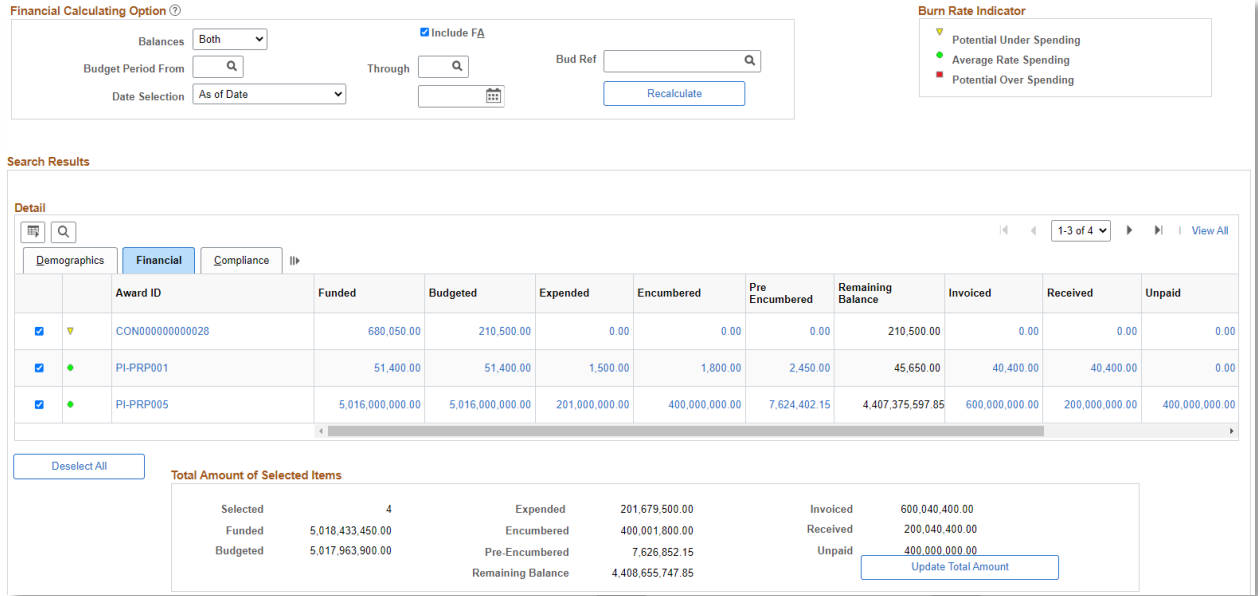 Financial Calculating Option ?
Burn Rate Indicator
Balances Both Include FA
Potential Under Spending
Budget Period From Through Bud Ref
Average Rate Spending
Potential Over Spending
Date Selection As of Date Recalculate
Search Results
Detail
1-3 of 4 View All
Demographics Financial Compliance
Award ID Funded Budgeted Expended Encumbered Pre Encumbered Remaining Balance Invoiced Received Unpaid
CON000000000028 680,050.00 210,500.00 0.00 0.00 0.00 210,500.00 0.00 0.00 0.00
PI-PRP001 51,400.00 51,400.00 1,500.00 1,800.00 2,450.00 45,650.00 40,400.00 40,400.00 0.00
PI-PRP005 5,016,000,000.00 5,016,000,000.00 201,000,000.00 400,000,000.00 7,624,402.15 4,407,375,597.85 600,000,000.00 200,000,000.00 400,000,000.00
Deselect All
Total Amount of Selected Items
Selected 4 Expended 201,679,500.00 Invoiced 600,040,400.00
Funded 5,018,433,450.00 Encumbered 400,001,800.00 Received 200,040,400.00
Budgeted 5,017,963,900.00 Pre-Encumbered 7,626,852.15 Unpaid 400,000,000.00
Remaining Balance 4,408,655,747.85 Update Total Amount